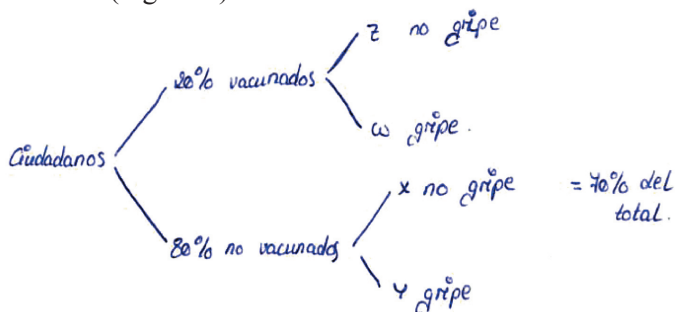 z no gripe
20% vacunados
w gripe.
Ciudadanos
x no gripe = 70% del total.
80% no vacunados
y gripe